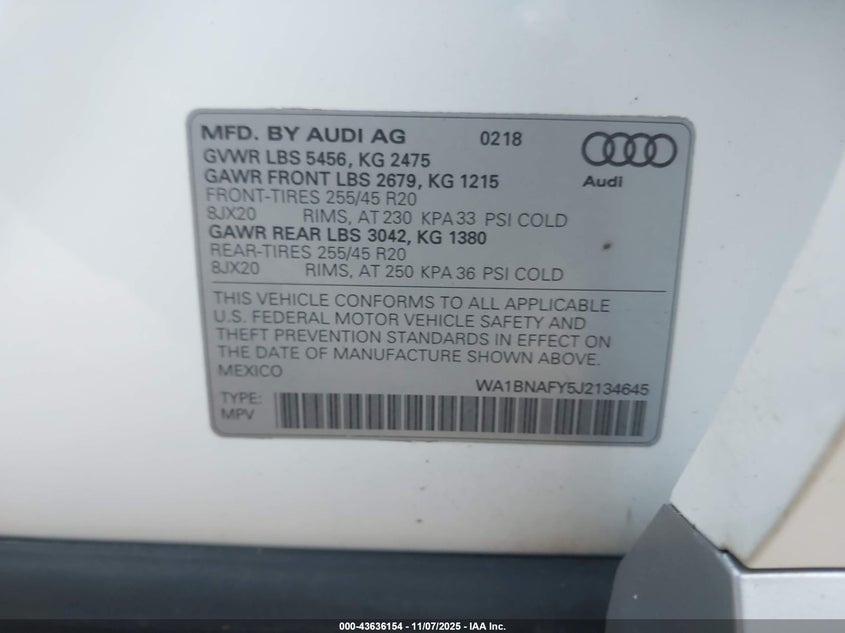 MFD. BY AUDI AG 0218
GVWR LBS 5456, KG 2475
GAWR FRONT LBS 2679, KG 1215
Audi
FRONT-TIRES 255/45 R20
8JX20 RIMS, AT 230 KPA 33 PSI COLD
GAWR REAR LBS 3042, KG 1380
REAR-TIRES 255/45 R20
8JX20 RIMS, AT 250 KPA 36 PSI COLD
THIS VEHICLE CONFORMS TO ALL APPLICABLE
U.S. FEDERAL MOTOR VEHICLE SAFETY AND
THEFT PREVENTION STANDARDS IN EFFECT ON
THE DATE OF MANUFACTURE SHOWN ABOVE.
MEXICO
WA1BNAFY5J2134645
TYPE:
MPV
000-43636154 - 11/07/2025 - IAA Inc.